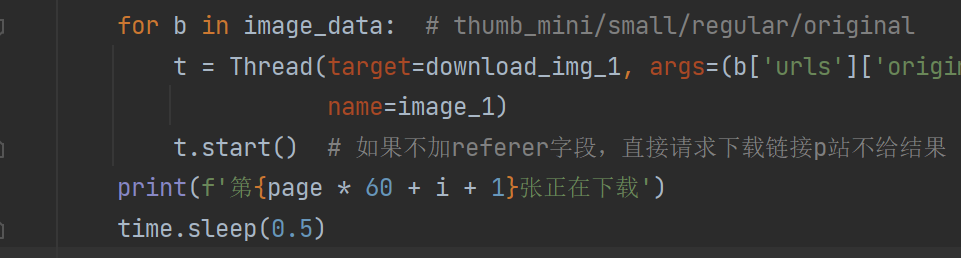 for b in image_data:  # thumb_mini/small/regular/original
t = Thread(target=download_img_1, args=(b['urls']['origin
name=image_1)
t.start()  # 如果不加referer字段，直接请求下载链接p站不给结果
print(f'第{page * 60 + i + 1}张正在下载')
time.sleep(0.5)